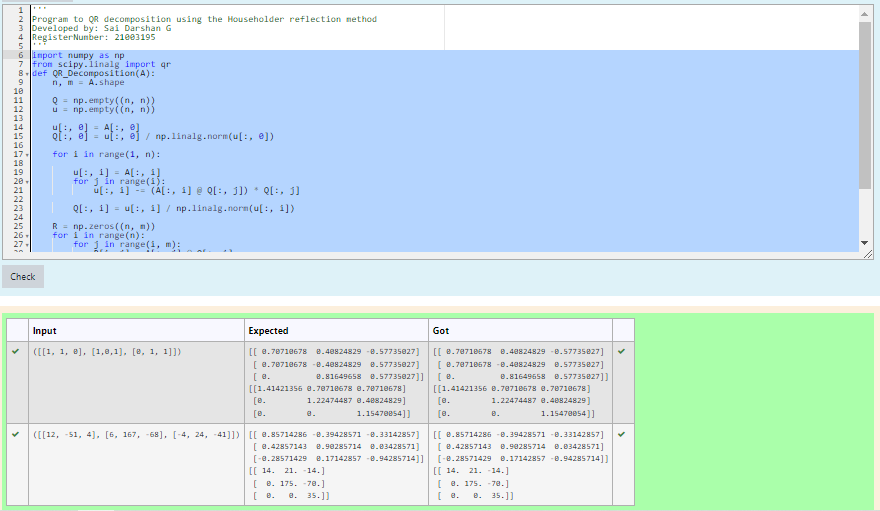 1 '''
2 Program to QR decomposition using the Householder reflection method
3 Developed by: Sai Darshan G
4 RegisterNumber: 21003195
5 '''
6 import numpy as np
7 from scipy.linalg import qr
8 def QR_Decomposition(A):
9 n, m = A.shape
10
11 Q = np.empty((n, n))
12 u = np.empty((n, n))
13
14 u[:, 0] = A[:, 0]
15 Q[:, 0] = u[:, 0] / np.linalg.norm(u[:, 0])
16
17 for i in range(1, n):
18
19 u[:, i] = A[:, i]
20 for j in range(i):
21 u[:, i] -= (A[:, i] @ Q[:, j]) * Q[:, j]
22
23 Q[:, i] = u[:, i] / np.linalg.norm(u[:, i])
24
25 R = np.zeros((n, m))
26 for i in range(n):
27 for j in range(i, m):
Check
Input Expected Got
([[1, 1, 0], [1,0,1], [0, 1, 1]]) [[ 0.70710678 0.40824829 -0.57735027] [[ 0.70710678 0.40824829 -0.57735027]
[ 0.70710678 -0.40824829 0.57735027] [ 0.70710678 -0.40824829 0.57735027]
[ 0. 0.81649658 0.57735027]] [ 0. 0.81649658 0.57735027]]
[[1.41421356 0.70710678 0.70710678] [[1.41421356 0.70710678 0.70710678]
[0. 1.22474487 0.40824829] [0. 1.22474487 0.40824829]
[0. 0. 1.15470054]] [0. 0. 1.15470054]]
([[12, -51, 4], [6, 167, -68], [-4, 24, -41]]) [[ 0.85714286 -0.39428571 -0.33142857] [[ 0.85714286 -0.39428571 -0.33142857]
[ 0.42857143 0.90285714 0.03428571] [ 0.42857143 0.90285714 0.03428571]
[-0.28571429 0.17142857 -0.94285714]] [-0.28571429 0.17142857 -0.94285714]]
[[ 14. 21. -14.] [[ 14. 21. -14.]
[ 0. 175. -70.] [ 0. 175. -70.]
[ 0. 0. 35.]] [ 0. 0. 35.]]